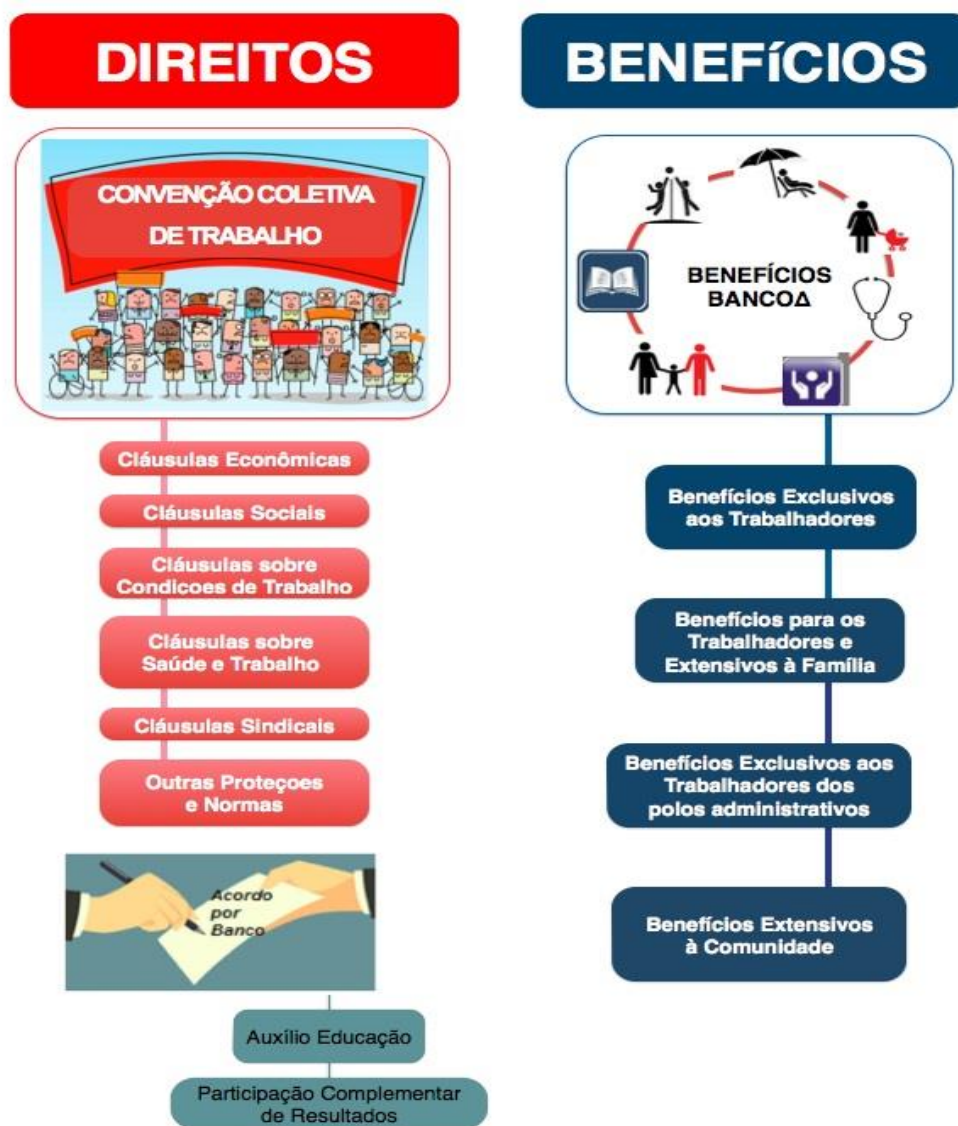 DIREITOS
CONVENÇÃO COLETIVA
DE TRABALHO
Cláusulas Econômicas
Cláusulas Sociais
Cláusulas sobre
Condicoes de Trabalho
Cláusulas sobre
Saúde e Trabalho
Cláusulas Sindicais
Outras Proteçoes
e Normas
Acordo
por
Banco
Auxílio Educação
Participação Complementar
de Resultados
BENEFíCIOS
BENEFÍCIOS
BANCOΔ
Benefícios Exclusivos
aos Trabalhadores
Benefícios para os
Trabalhadores e
Extensivos à Família
Benefícios Exclusivos aos
Trabalhadores dos
polos administrativos
Benefícios Extensivos
à Comunidade